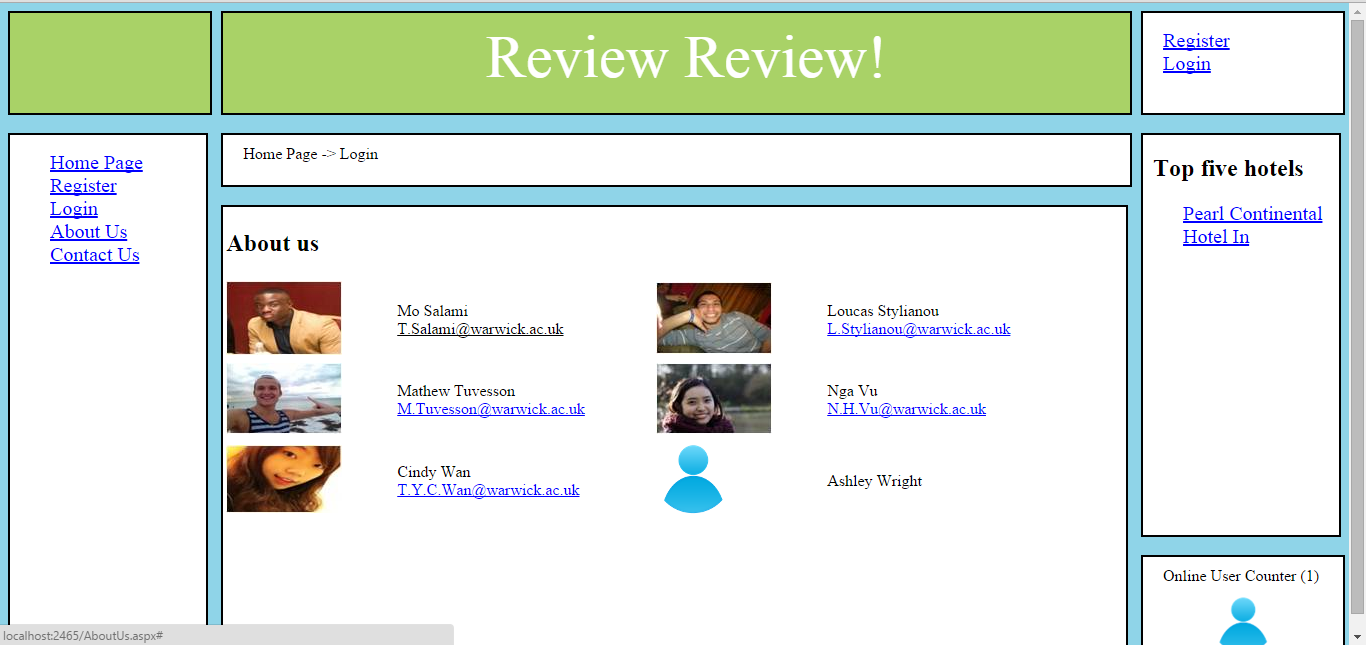 Review Review!
Register
Login
Home Page
Register
Login
About Us
Contact Us
Home Page -> Login
About us
Mo Salami
T.Salami@warwick.ac.uk
Loucas Stylianou
L.Stylianou@warwick.ac.uk
Mathew Tuvesson
M.Tuvesson@warwick.ac.uk
Nga Vu
N.H.Vu@warwick.ac.uk
Cindy Wan
T.Y.C.Wan@warwick.ac.uk
Ashley Wright
Top five hotels
Pearl Continental
Hotel In
Online User Counter (1)
localhost:2465/AboutUs.aspx#